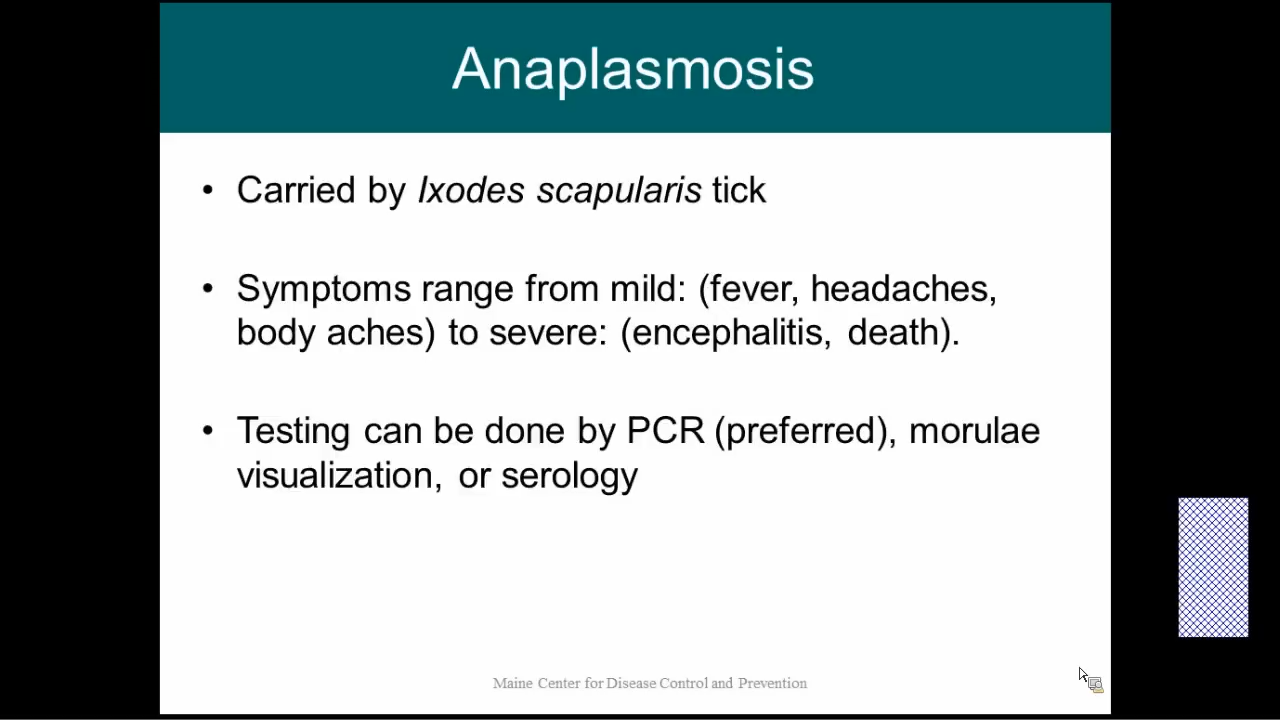 Anaplasmosis
• Carried by Ixodes scapularis tick
• Symptoms range from mild: (fever, headaches,
body aches) to severe: (encephalitis, death).
• Testing can be done by PCR (preferred), morulae
visualization, or serology
Maine Center for Disease Control and Prevention